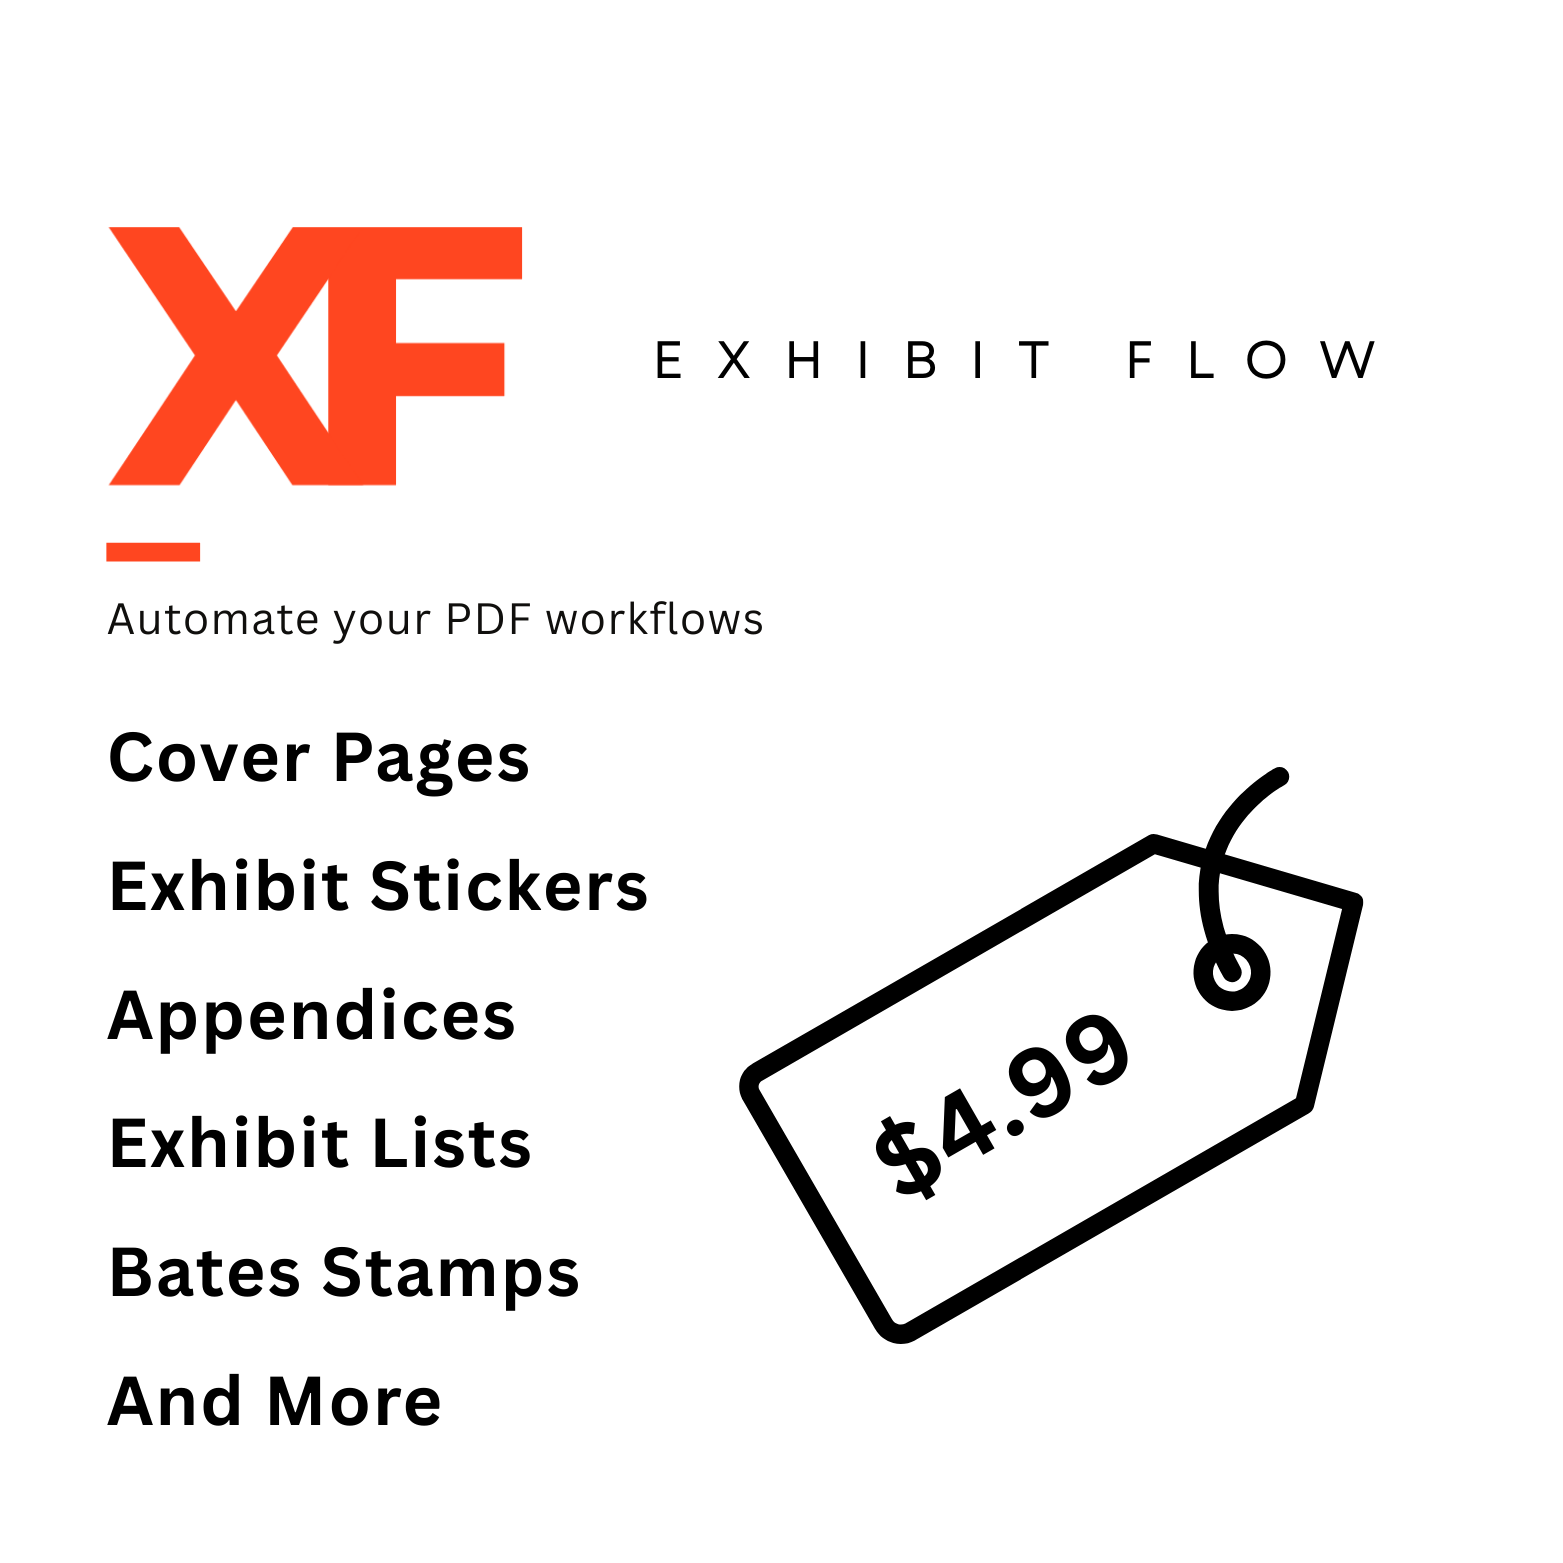 XF
EXHIBIT FLOW
Automate your PDF workflows
Cover Pages
Exhibit Stickers
Appendices
Exhibit Lists
Bates Stamps
And More
$4.99